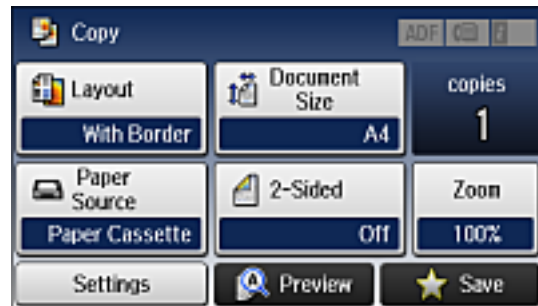 Copy
ADF
Layout
With Border
Document
Size
A4
copies
1
Paper
Source
Paper Cassette
2-Sided
Off
Zoom
100%
Settings
Preview
Save